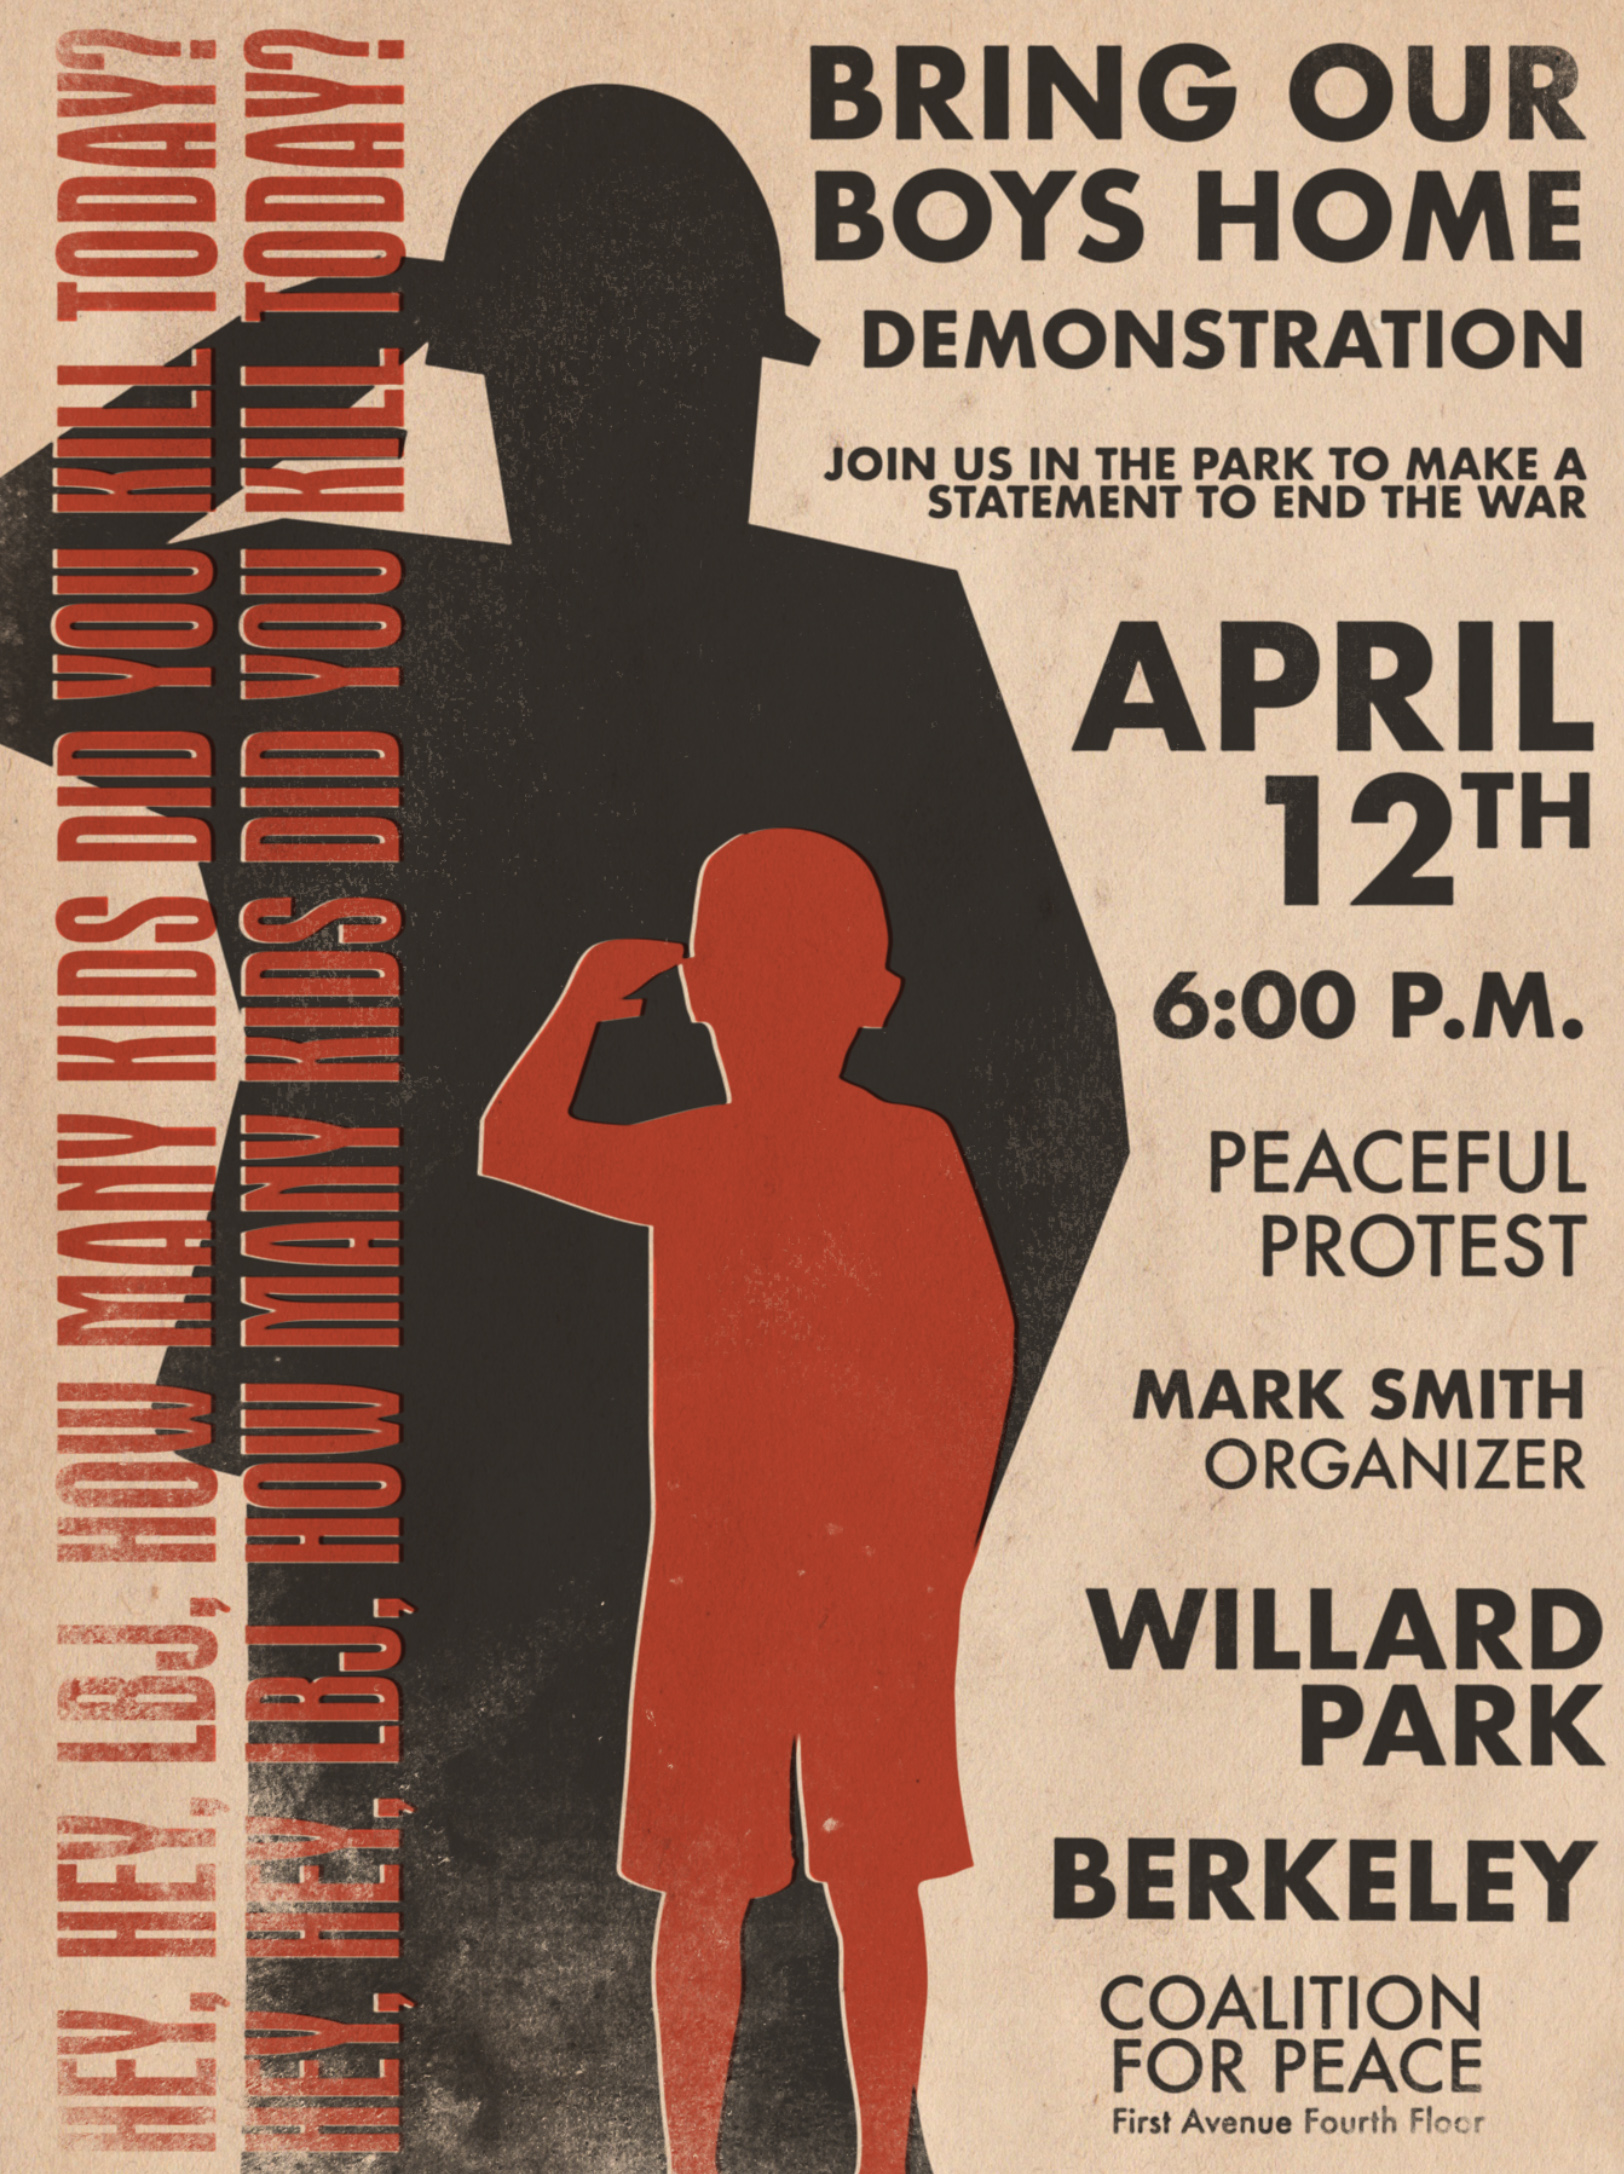 HEY, HEY, LBJ, HOW MANY KIDS DID YOU KILL TODAY?
HEY, HEY, LBJ, HOW MANY KIDS DID YOU KILL TODAY?
BRING OUR
BOYS HOME
DEMONSTRATION
JOIN US IN THE PARK TO MAKE A
STATEMENT TO END THE WAR
APRIL
12TH
6:00 P.M.
PEACEFUL
PROTEST
MARK SMITH
ORGANIZER
WILLARD
PARK
BERKELEY
COALITION
FOR PEACE
First Avenue Fourth Floor